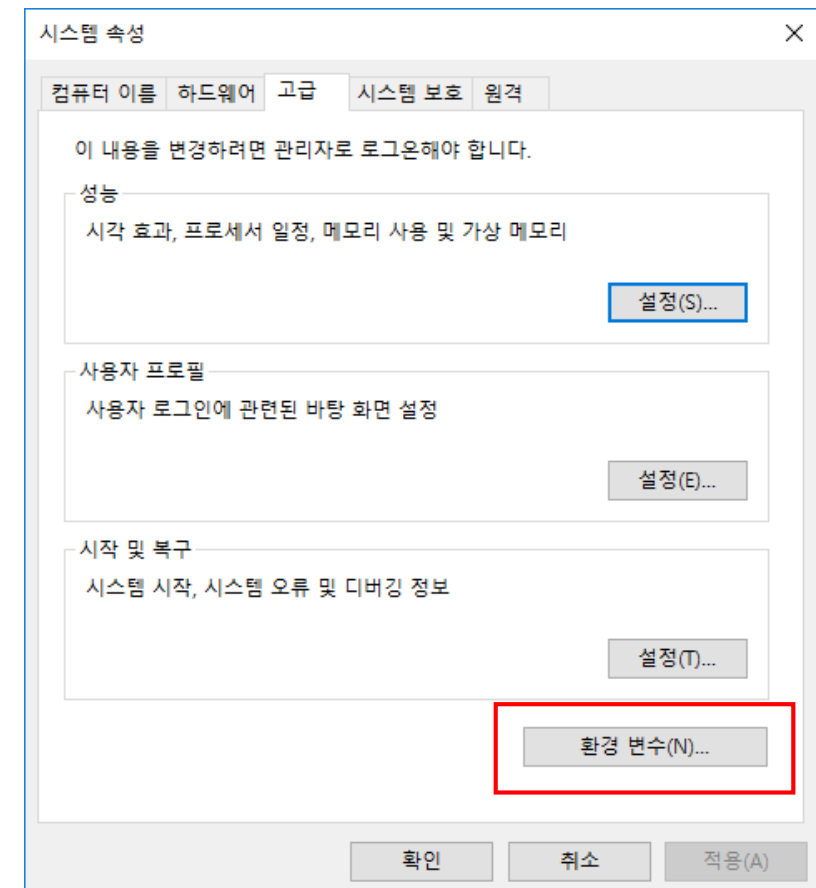 시스템 속성
컴퓨터 이름 하드웨어 고급 시스템 보호 원격
이 내용을 변경하려면 관리자로 로그온해야 합니다.
성능
시각 효과, 프로세서 일정, 메모리 사용 및 가상 메모리
설정(S)...
사용자 프로필
사용자 로그인에 관련된 바탕 화면 설정
설정(E)...
시작 및 복구
시스템 시작, 시스템 오류 및 디버깅 정보
설정(T)...
환경 변수(N)...
확인 취소 적용(A)